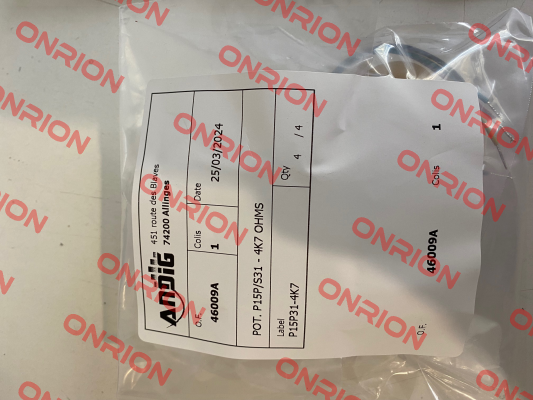 ANDIG
451 route des Blaves
74200 Allinges
O.F. Colis Date
46009A 1 25/03/2024
POT. P15P/S31 - 4K7 OHMS
Label Qty 4 / 4
P15P31-4K7
O.F. 46009A Colis 1
ONRION
ONRION
ONRION
ONRION
ONRION
ONRION
ONRION
ONRION
ONRION
ONRION
ONRION
ONRION
ONRION
ONRION